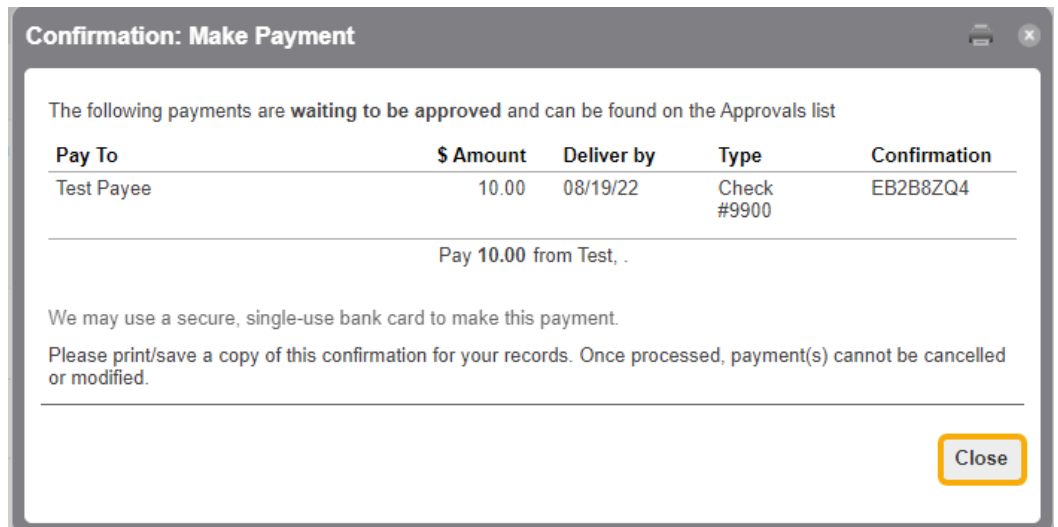 Confirmation: Make Payment
The following payments are waiting to be approved and can be found on the Approvals list
Pay To $ Amount Deliver by Type Confirmation
Test Payee 10.00 08/19/22 Check EB2B8ZQ4
#9900
Pay 10.00 from Test, .
We may use a secure, single-use bank card to make this payment.
Please print/save a copy of this confirmation for your records. Once processed, payment(s) cannot be cancelled
or modified.
Close